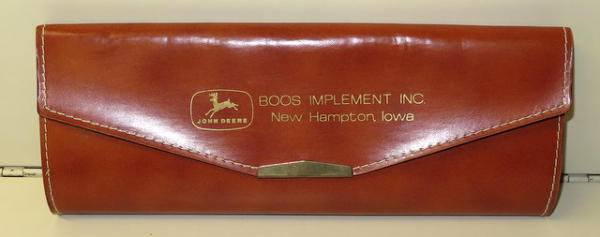 BOOS IMPLEMENT INC.
New Hampton, Iowa
JOHN DEERE